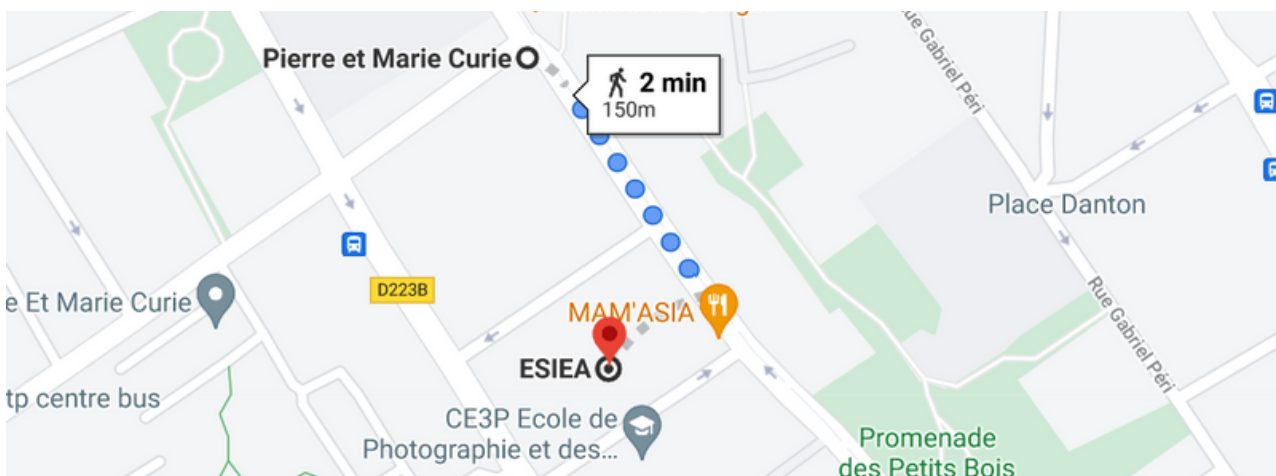 Pierre et Marie Curie
2 min
150m
Rue Gabriel Péri
Place Danton
D223B
e Et Marie Curie
MAM'ASIA
ESIEA
Rue Gabriel Péri
tp centre bus
CE3P Ecole de
Photographie et des...
Promenade
des Petits Bois